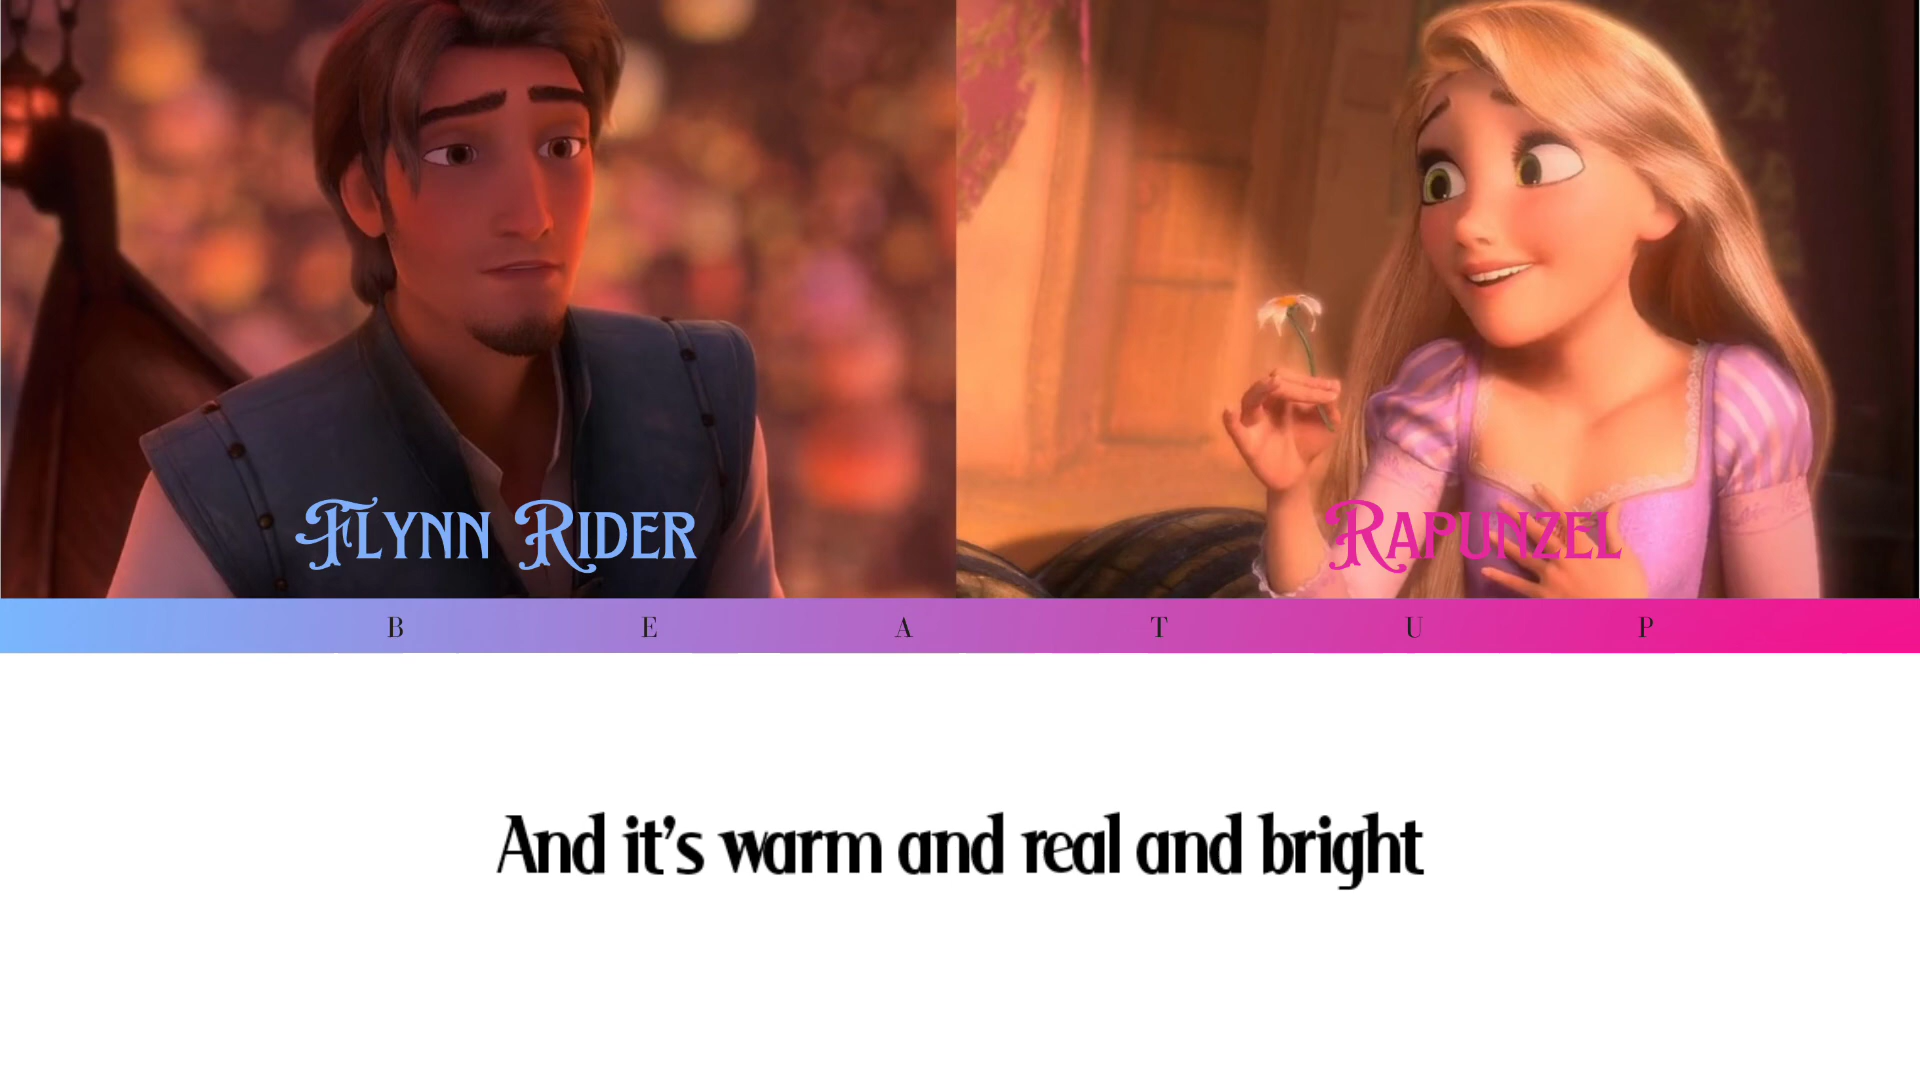 Flynn Rider
Rapunzel
B E A T U P
And it's warm and real and bright